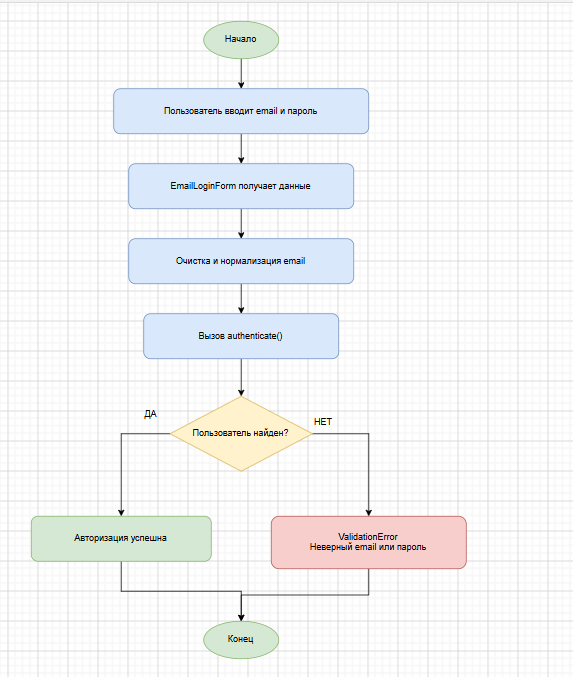 Начало
Пользователь вводит email и пароль
EmailLoginForm получает данные
Очистка и нормализация email
Вызов authenticate()
ДА
НЕТ
Пользователь найден?
Авторизация успешна
ValidationError
Неверный email или пароль
Конец